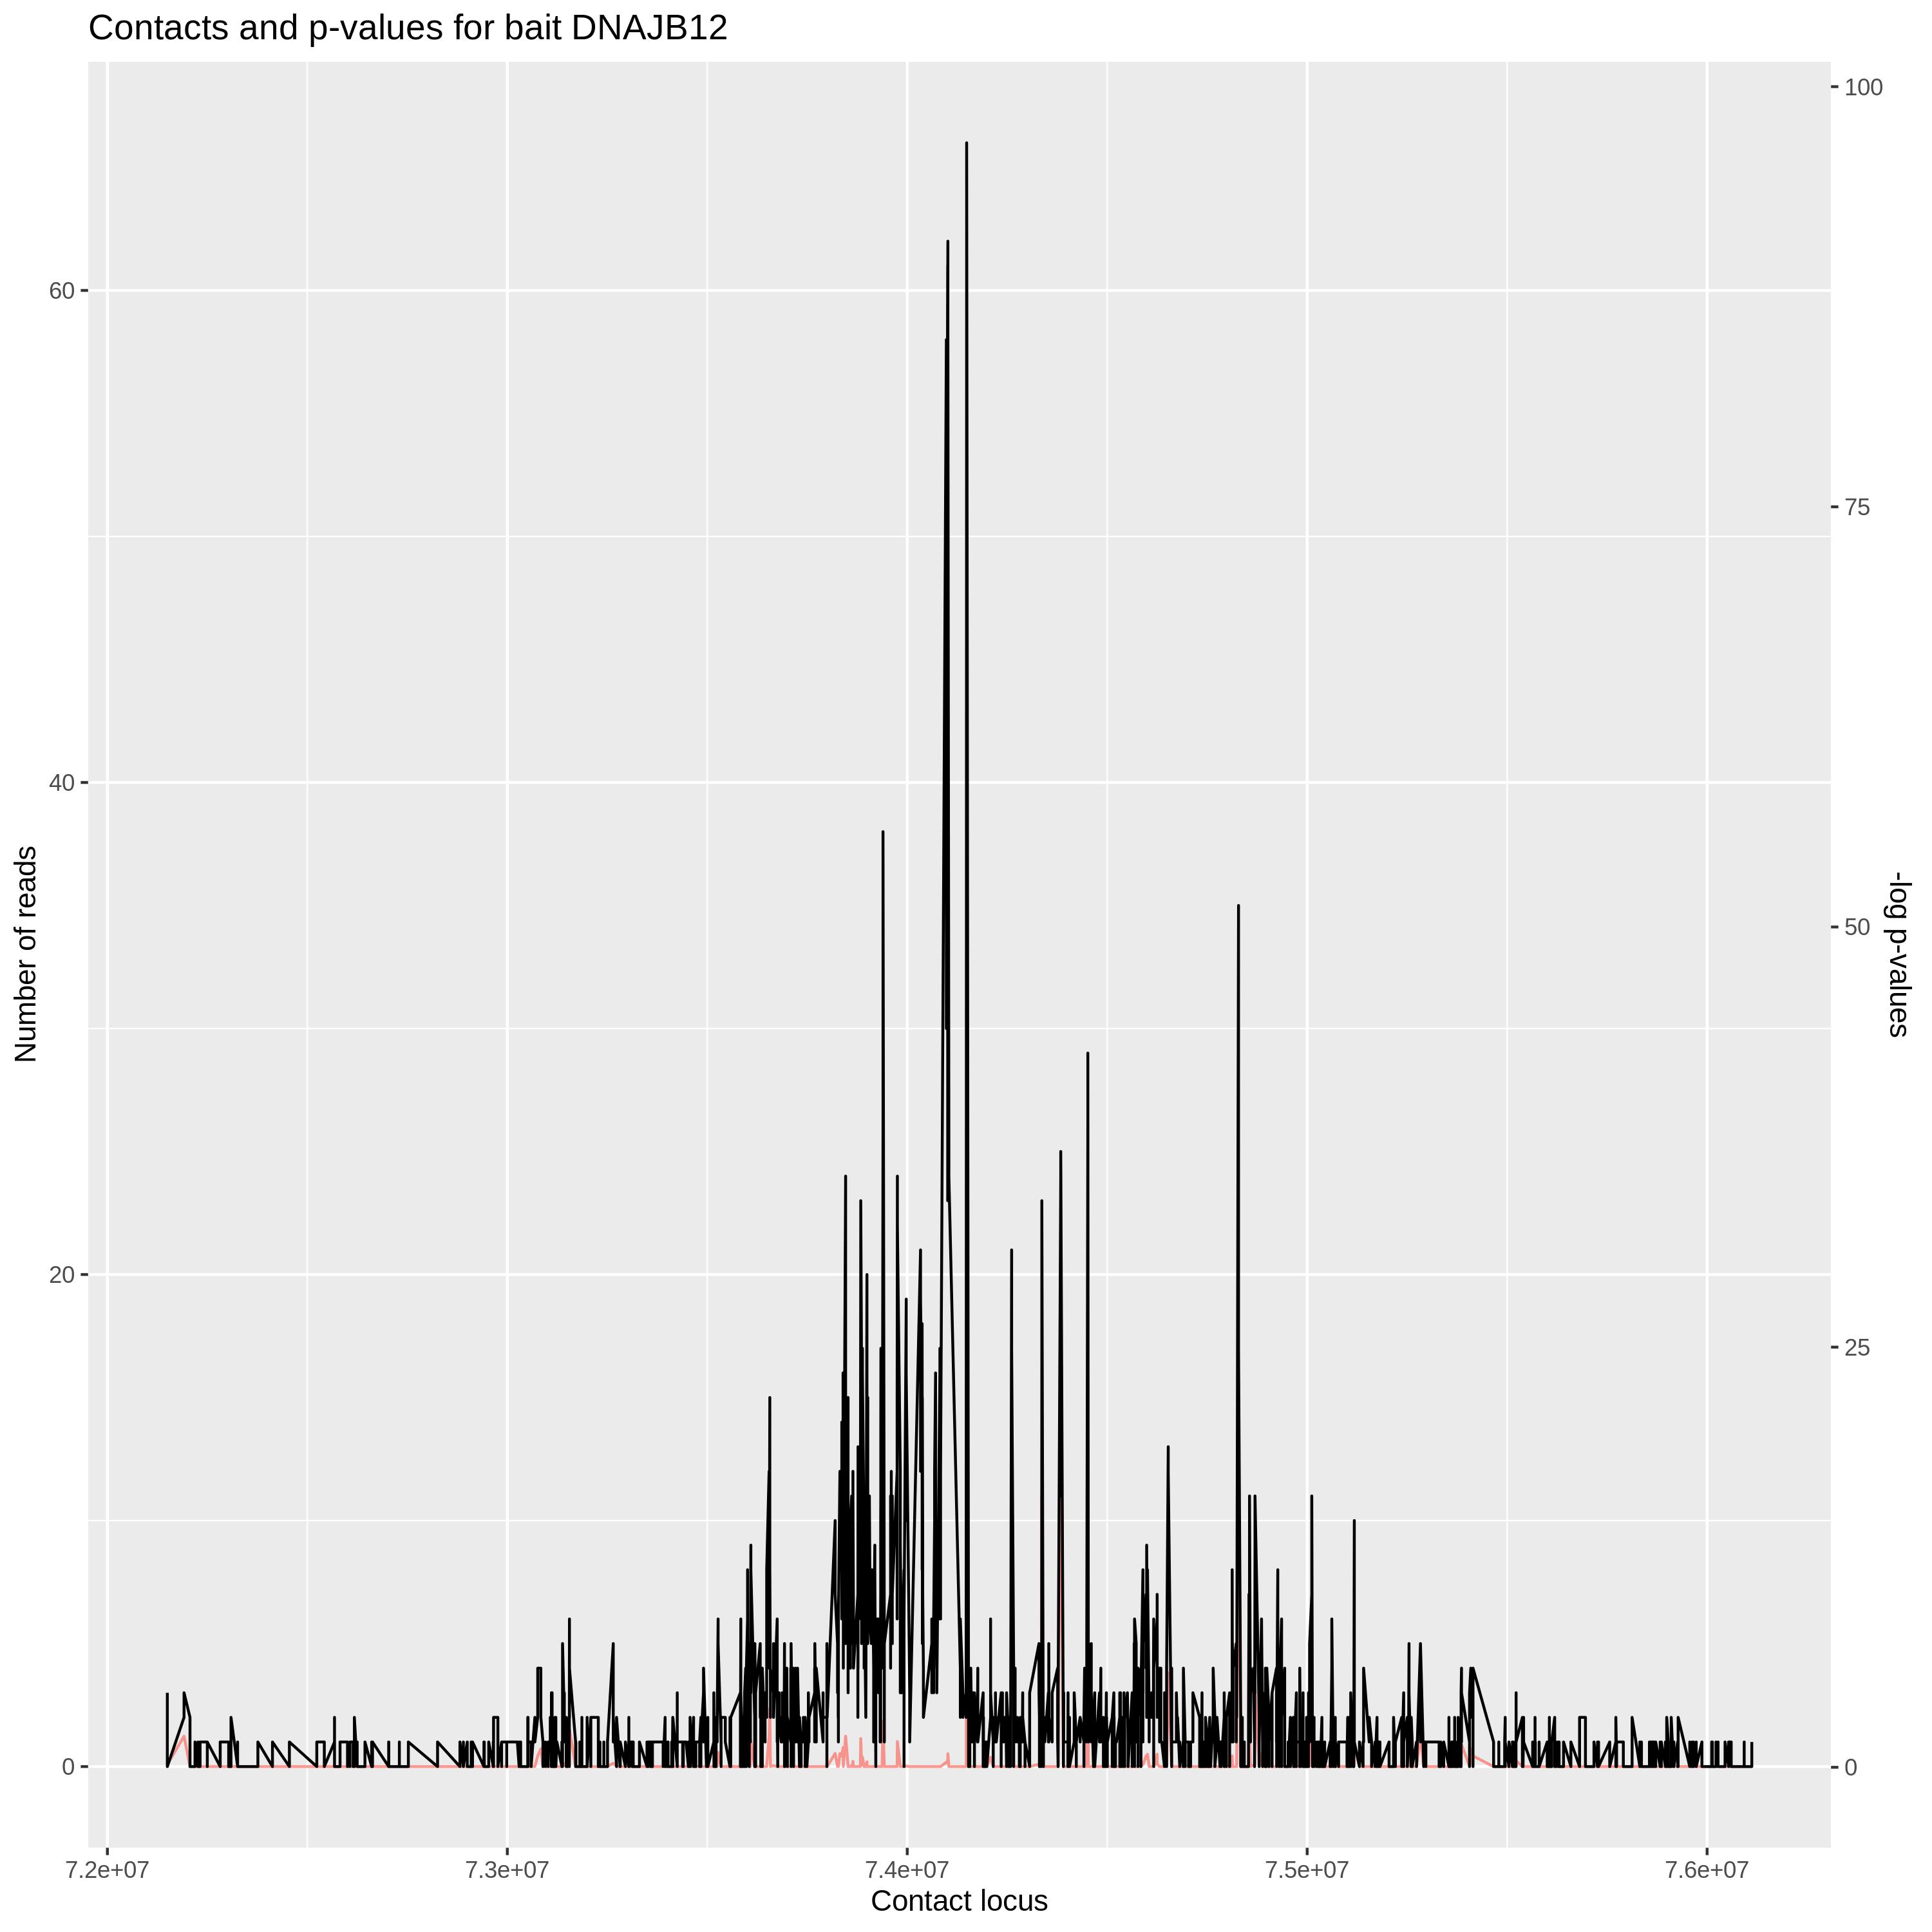 Contacts and p-values for bait DNAJB12
100
60
75
40
50
20
25
0
0
Number of reads
-log p-values
7.2e+07
7.3e+07
7.4e+07
7.5e+07
7.6e+07
Contact locus